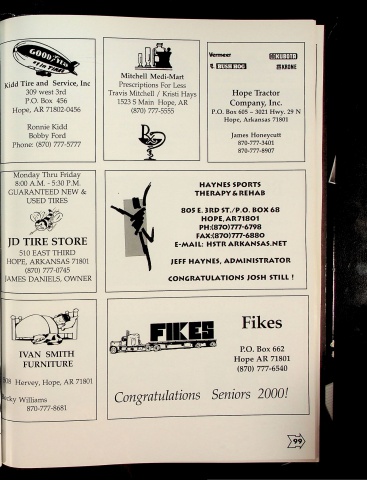 GOODYEAR
#1 in Tires
Kidd Tire and Service, Inc
309 west 3rd
P.O. Box 456
Hope, AR 71802-0456
Ronnie Kidd
Bobby Ford
Phone: (870) 777-5777
Mitchell Medi-Mart
Prescriptions For Less
Travis Mitchell / Kristi Hays
1523 S Main Hope, AR
(870) 777-5555
Vermeer
KUBOTA
BUSH HOG
KRONE
Hope Tractor
Company, Inc.
P.O. Box 605 – 3021 Hwy. 29 N
Hope, Arkansas 71801
James Honeycutt
870-777-3401
870-777-8907
Monday Thru Friday
8:00 A.M. - 5:30 P.M.
GUARANTEED NEW &
USED TIRES
JD TIRE STORE
510 EAST THIRD
HOPE, ARKANSAS 71801
(870) 777-0745
JAMES DANIELS, OWNER
HAYNES SPORTS
THERAPY & REHAB
805 E. 3RD ST./P.O. BOX 68
HOPE, AR 71801
PH:(870)777-6798
FAX:(870)777-6880
E-MAIL: HSTR ARKANSAS.NET
JEFF HAYNES, ADMINISTRATOR
CONGRATULATIONS JOSH STILL !
IVAN SMITH
FURNITURE
Hervey, Hope, AR 71801
Becky Williams
870-777-8681
FIKES
Fikes
P.O. Box 662
Hope AR 71801
(870) 777-6540
Congratulations Seniors 2000!
99